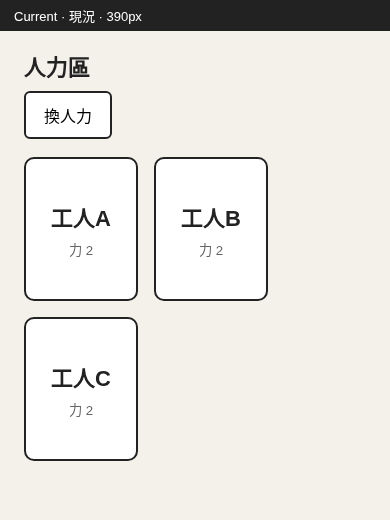 Current · 現況 · 390px
人力區
換人力
工人A
力 2
工人B
力 2
工人C
力 2